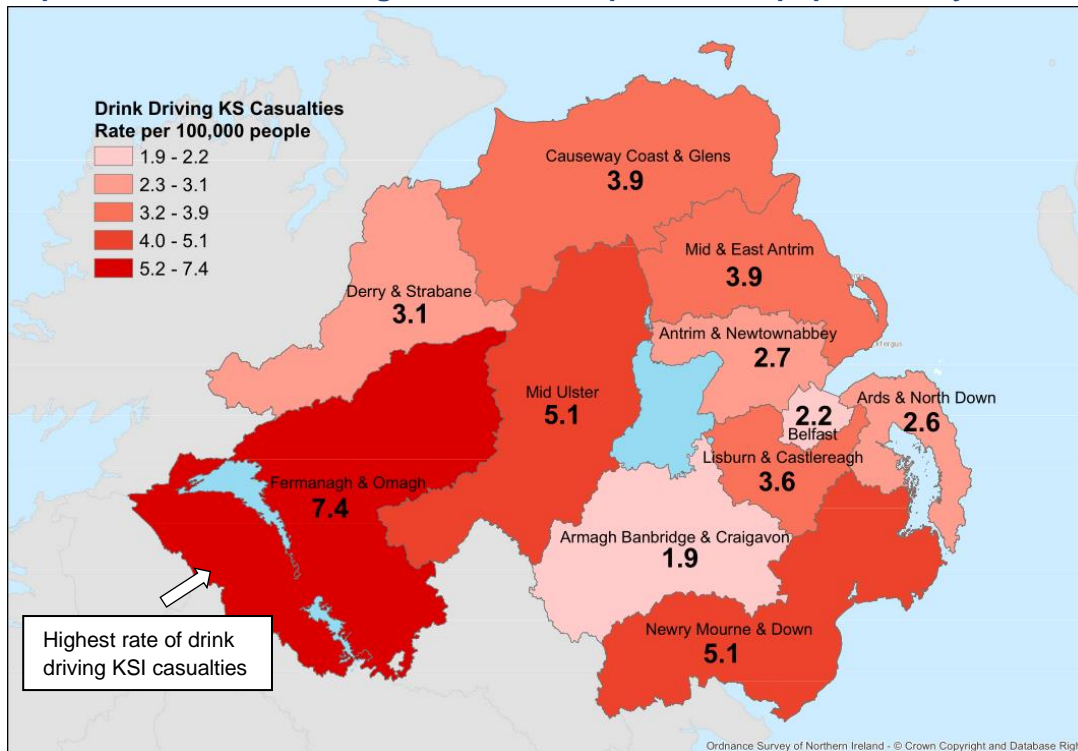 Drink Driving KS Casualties
Rate per 100,000 people
1.9 - 2.2
2.3 - 3.1
3.2 - 3.9
4.0 - 5.1
5.2 - 7.4
Causeway Coast & Glens
3.9
Mid & East Antrim
3.9
Derry & Strabane
3.1
Antrim & Newtownabbey
2.7
Mid Ulster
5.1
Ards & North Down
2.6
2.2
Belfast
Lisburn & Castlereagh
3.6
Fermanagh & Omagh
7.4
Armagh Banbridge & Craigavon
1.9
Newry Mourne & Down
5.1
Highest rate of drink
driving KSI casualties
Ordnance Survey of Northern Ireland - © Crown Copyright and Database Righ